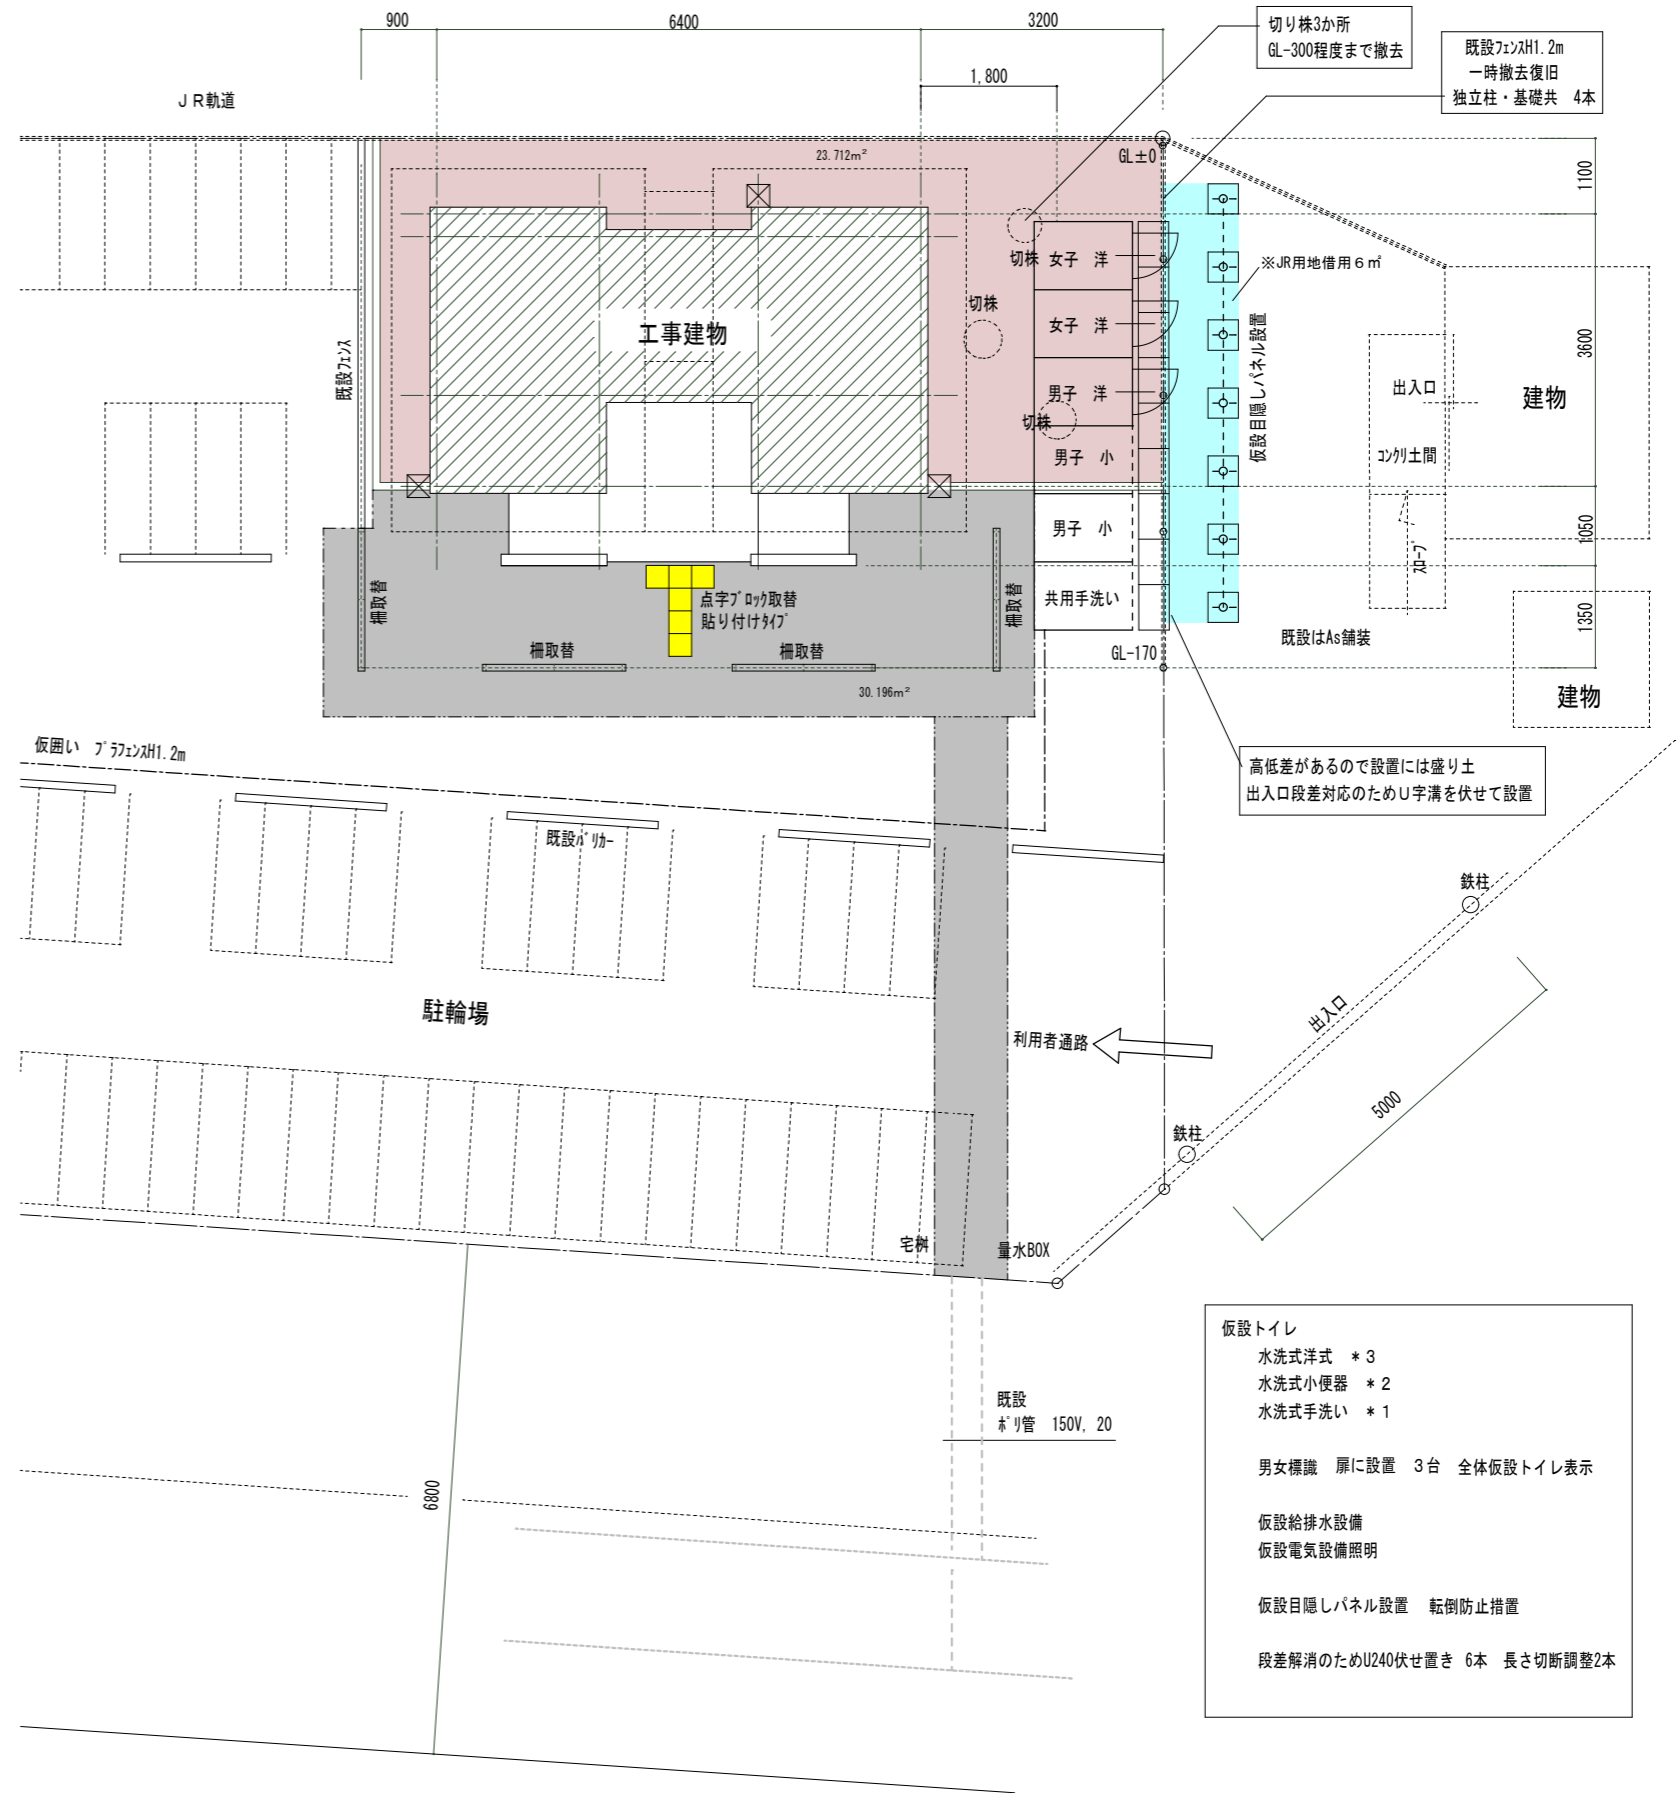 900
6400
3200
1,800
切り株3か所
GL-300程度まで撤去
既設ﾌｪﾝｽH1.2m
一時撤去復旧
独立柱・基礎共 4本
ＪＲ軌道
23.712m²
GL±0
1100
切株
女子 洋
※JR用地借用６㎡
切株
女子 洋
工事建物
既設ﾌｪﾝｽ
仮設目隠しパネル設置
3600
出入口
建物
男子 洋
切株
男子 小
ｺﾝｸﾘ土間
男子 小
ｽﾛｰﾌﾟ
1050
柵取替
点字ﾌﾞﾛｯｸ取替
貼り付けﾀｲﾌﾟ
柵取替
共用手洗い
1350
既設はAs舗装
柵取替
柵取替
GL-170
30.196m²
建物
仮囲い ﾌﾟﾗﾌｪﾝｽH1.2m
高低差があるので設置には盛り土
出入口段差対応のためＵ字溝を伏せて設置
既設ﾊﾞﾘｶｰ
鉄柱
駐輪場
利用者通路
出入口
5000
鉄柱
宅桝
量水BOX
仮設トイレ
水洗式洋式 ＊３
水洗式小便器 ＊２
水洗式手洗い ＊１
男女標識 扉に設置 ３台 全体仮設トイレ表示
仮設給排水設備
仮設電気設備照明
仮設目隠しパネル設置 転倒防止措置
段差解消のためU240伏せ置き 6本 長さ切断調整2本
既設
ﾎﾟﾘ管 150V, 20
6800